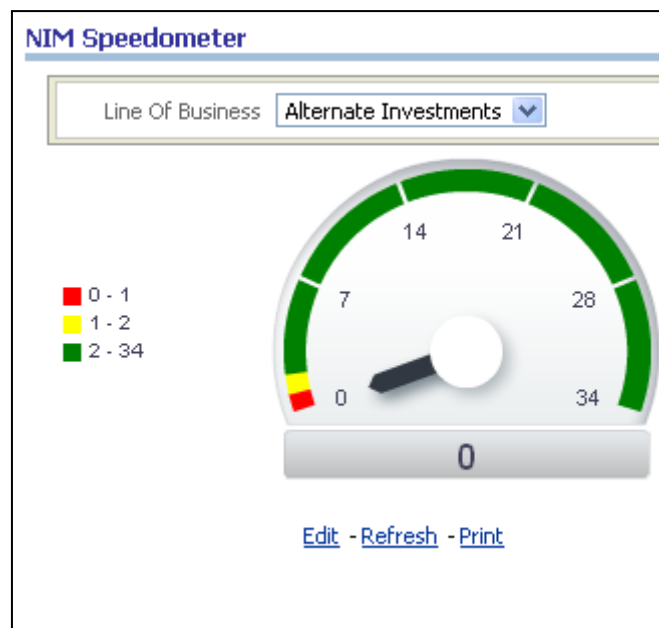 NIM Speedometer
Line Of Business Alternate Investments
14 21
0 - 1
7 28
1 - 2
2 - 34
0 34
0
Edit - Refresh - Print